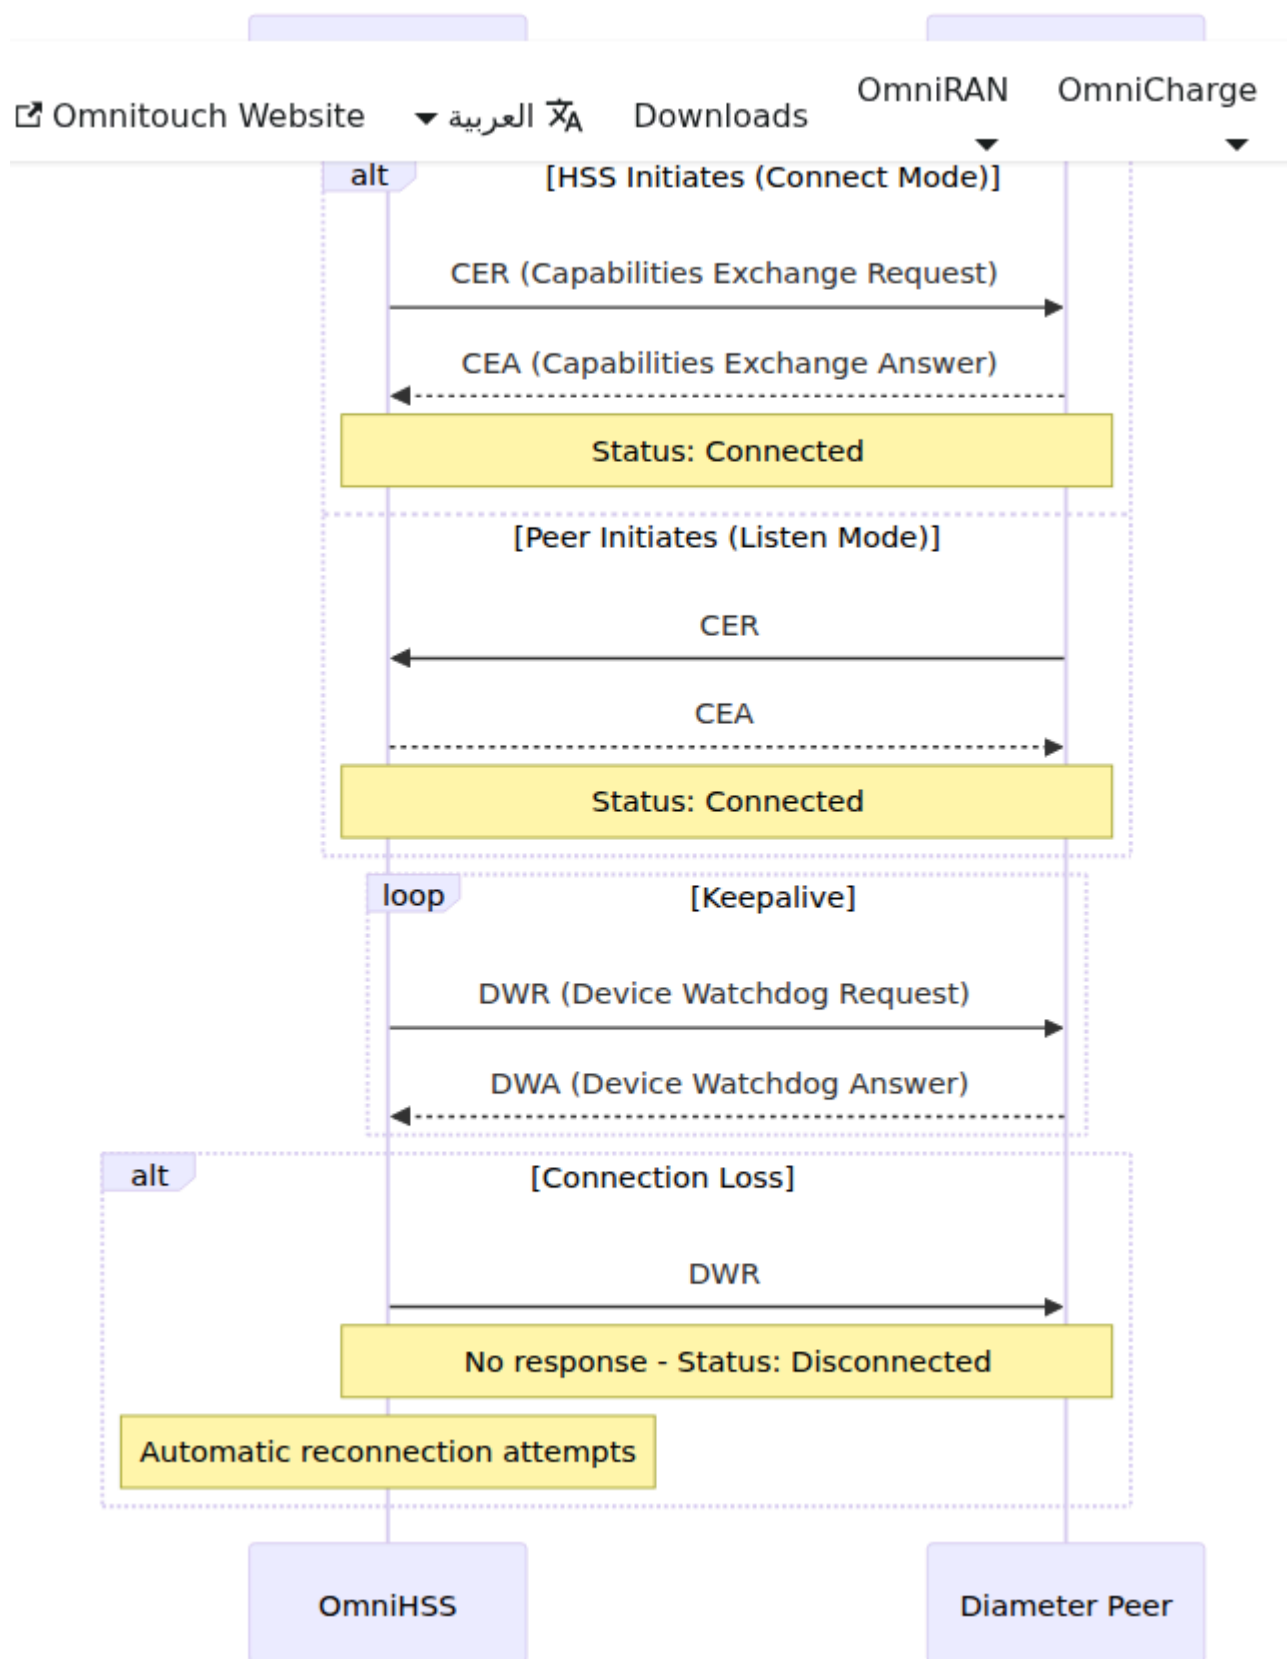 OmniRAN
OmniCharge
Omnitouch Website
العربية
Downloads
alt
[HSS Initiates (Connect Mode)]
CER (Capabilities Exchange Request)
CEA (Capabilities Exchange Answer)
Status: Connected
[Peer Initiates (Listen Mode)]
CER
CEA
Status: Connected
loop
[Keepalive]
DWR (Device Watchdog Request)
DWA (Device Watchdog Answer)
alt
[Connection Loss]
DWR
No response - Status: Disconnected
Automatic reconnection attempts
OmniHSS
Diameter Peer